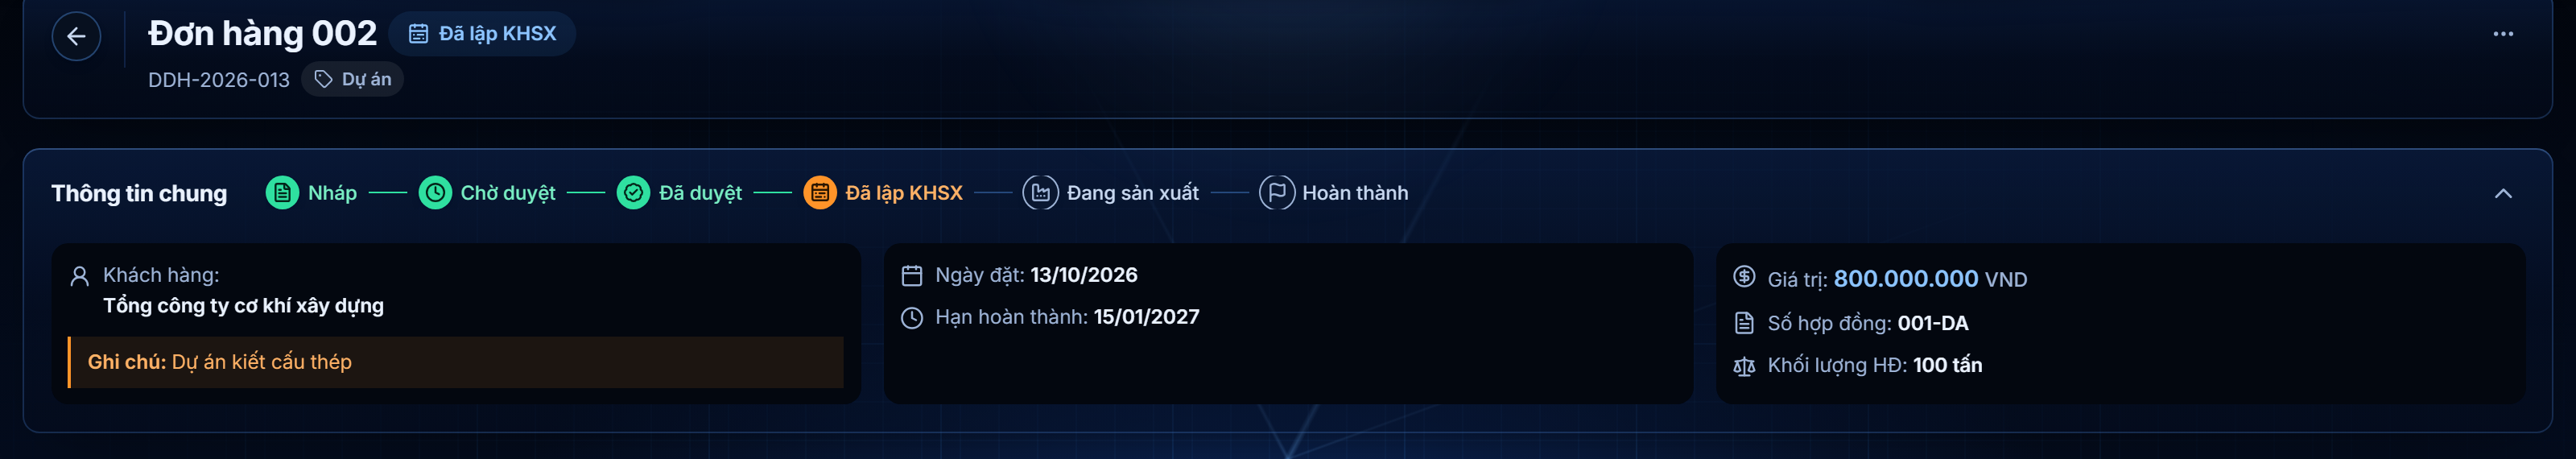 Đơn hàng 002 Đã lập KHSX
DDH-2026-013 Dự án
Thông tin chung Nháp Chờ duyệt Đã duyệt Đã lập KHSX Đang sản xuất Hoàn thành
Khách hàng:
Tổng công ty cơ khí xây dựng
Ghi chú: Dự án kiết cấu thép
Ngày đặt: 13/10/2026
Hạn hoàn thành: 15/01/2027
Giá trị: 800.000.000 VND
Số hợp đồng: 001-DA
Khối lượng HĐ: 100 tấn